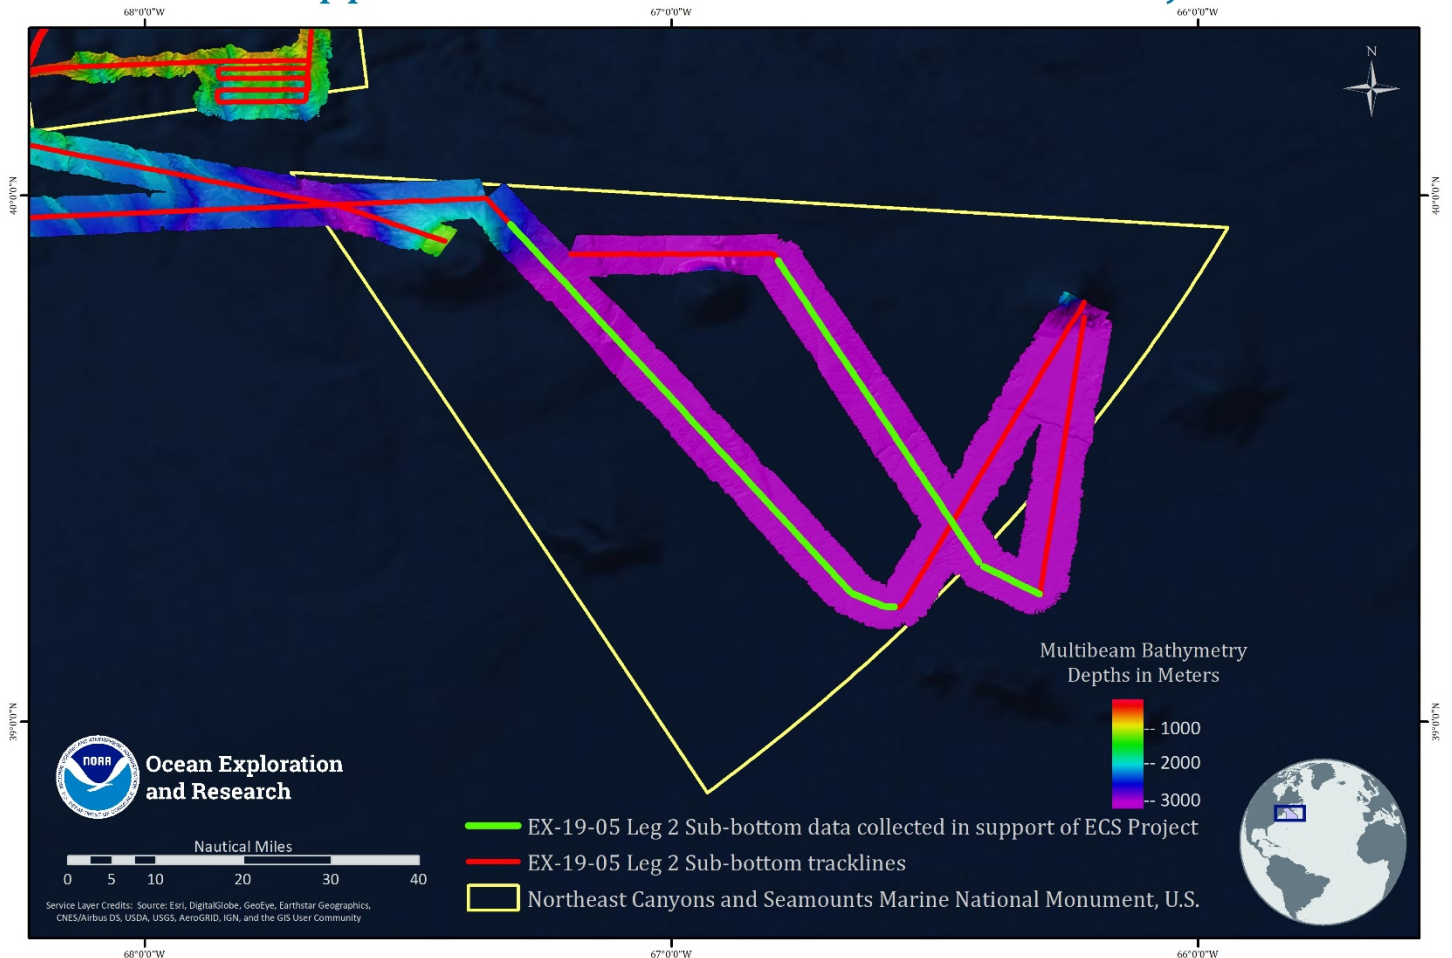 68°0'0"W 67°0'0"W 66°0'0"W
N
40°0'0"N 40°0'0"N
39°0'0"N 39°0'0"N
Multibeam Bathymetry
Depths in Meters
-- 1000
-- 2000
-- 3000
NOAA
Ocean Exploration
and Research
Nautical Miles
0 5 10 20 30 40
Service Layer Credits: Source: Esri, DigitalGlobe, GeoEye, Earthstar Geographics,
CNES/Airbus DS, USDA, USGS, AeroGRID, IGN, and the GIS User Community
EX-19-05 Leg 2 Sub-bottom data collected in support of ECS Project
EX-19-05 Leg 2 Sub-bottom tracklines
Northeast Canyons and Seamounts Marine National Monument, U.S.
68°0'0"W 67°0'0"W 66°0'0"W